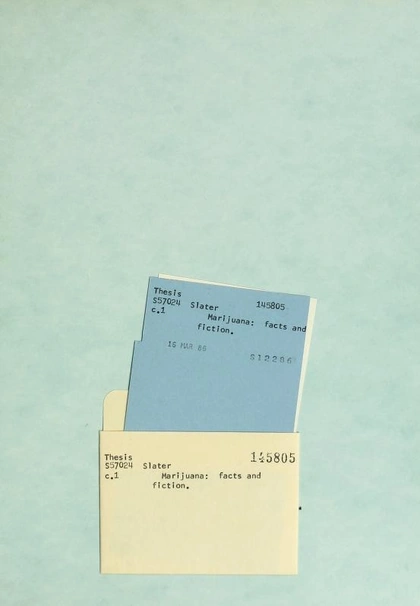 Thesis
S57024 Slater 145805
c.1 Marijuana: facts and
fiction.
16 MAR 86
S12286
Thesis 145805
S57024 Slater
c.1 Marijuana: facts and
fiction.